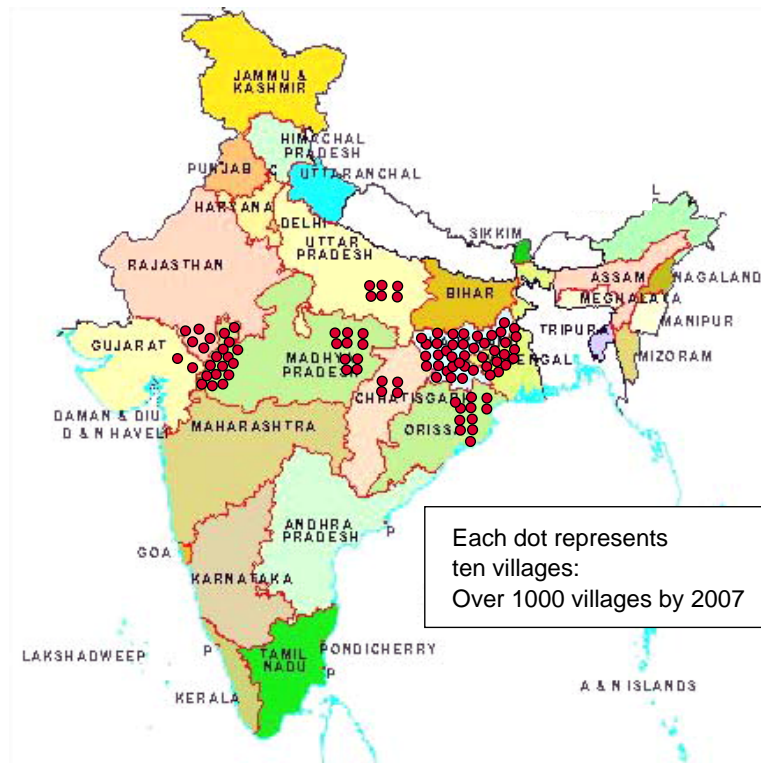 JAMMU &
KASHMIR
HIMACHAL
PRADESH
PUNJAB
C
UTTARANCHAL
HARYANA
DELHI
UTTAR
PRADESH
SIKKIM
L
RAJASTHAN
BIHAR
ASSAM
NAGALAND
MEGHALAYA
MANIPUR
TRIPURA
MIZORAM
GUJARAT
MADHYA
PRADESH
ENGAL
CHHATISGARH
DAMAN & DIU
D & N HAVELI
MAHARASHTRA
ORISSA
ANDHRA
PRADESH
P
GOA
KARNATAKA
Each dot represents
ten villages:
Over 1000 villages by 2007
LAKSHADWEEP
P
TAMIL
NADU
PONDICHERRY
P
KERALA
A & N ISLANDS